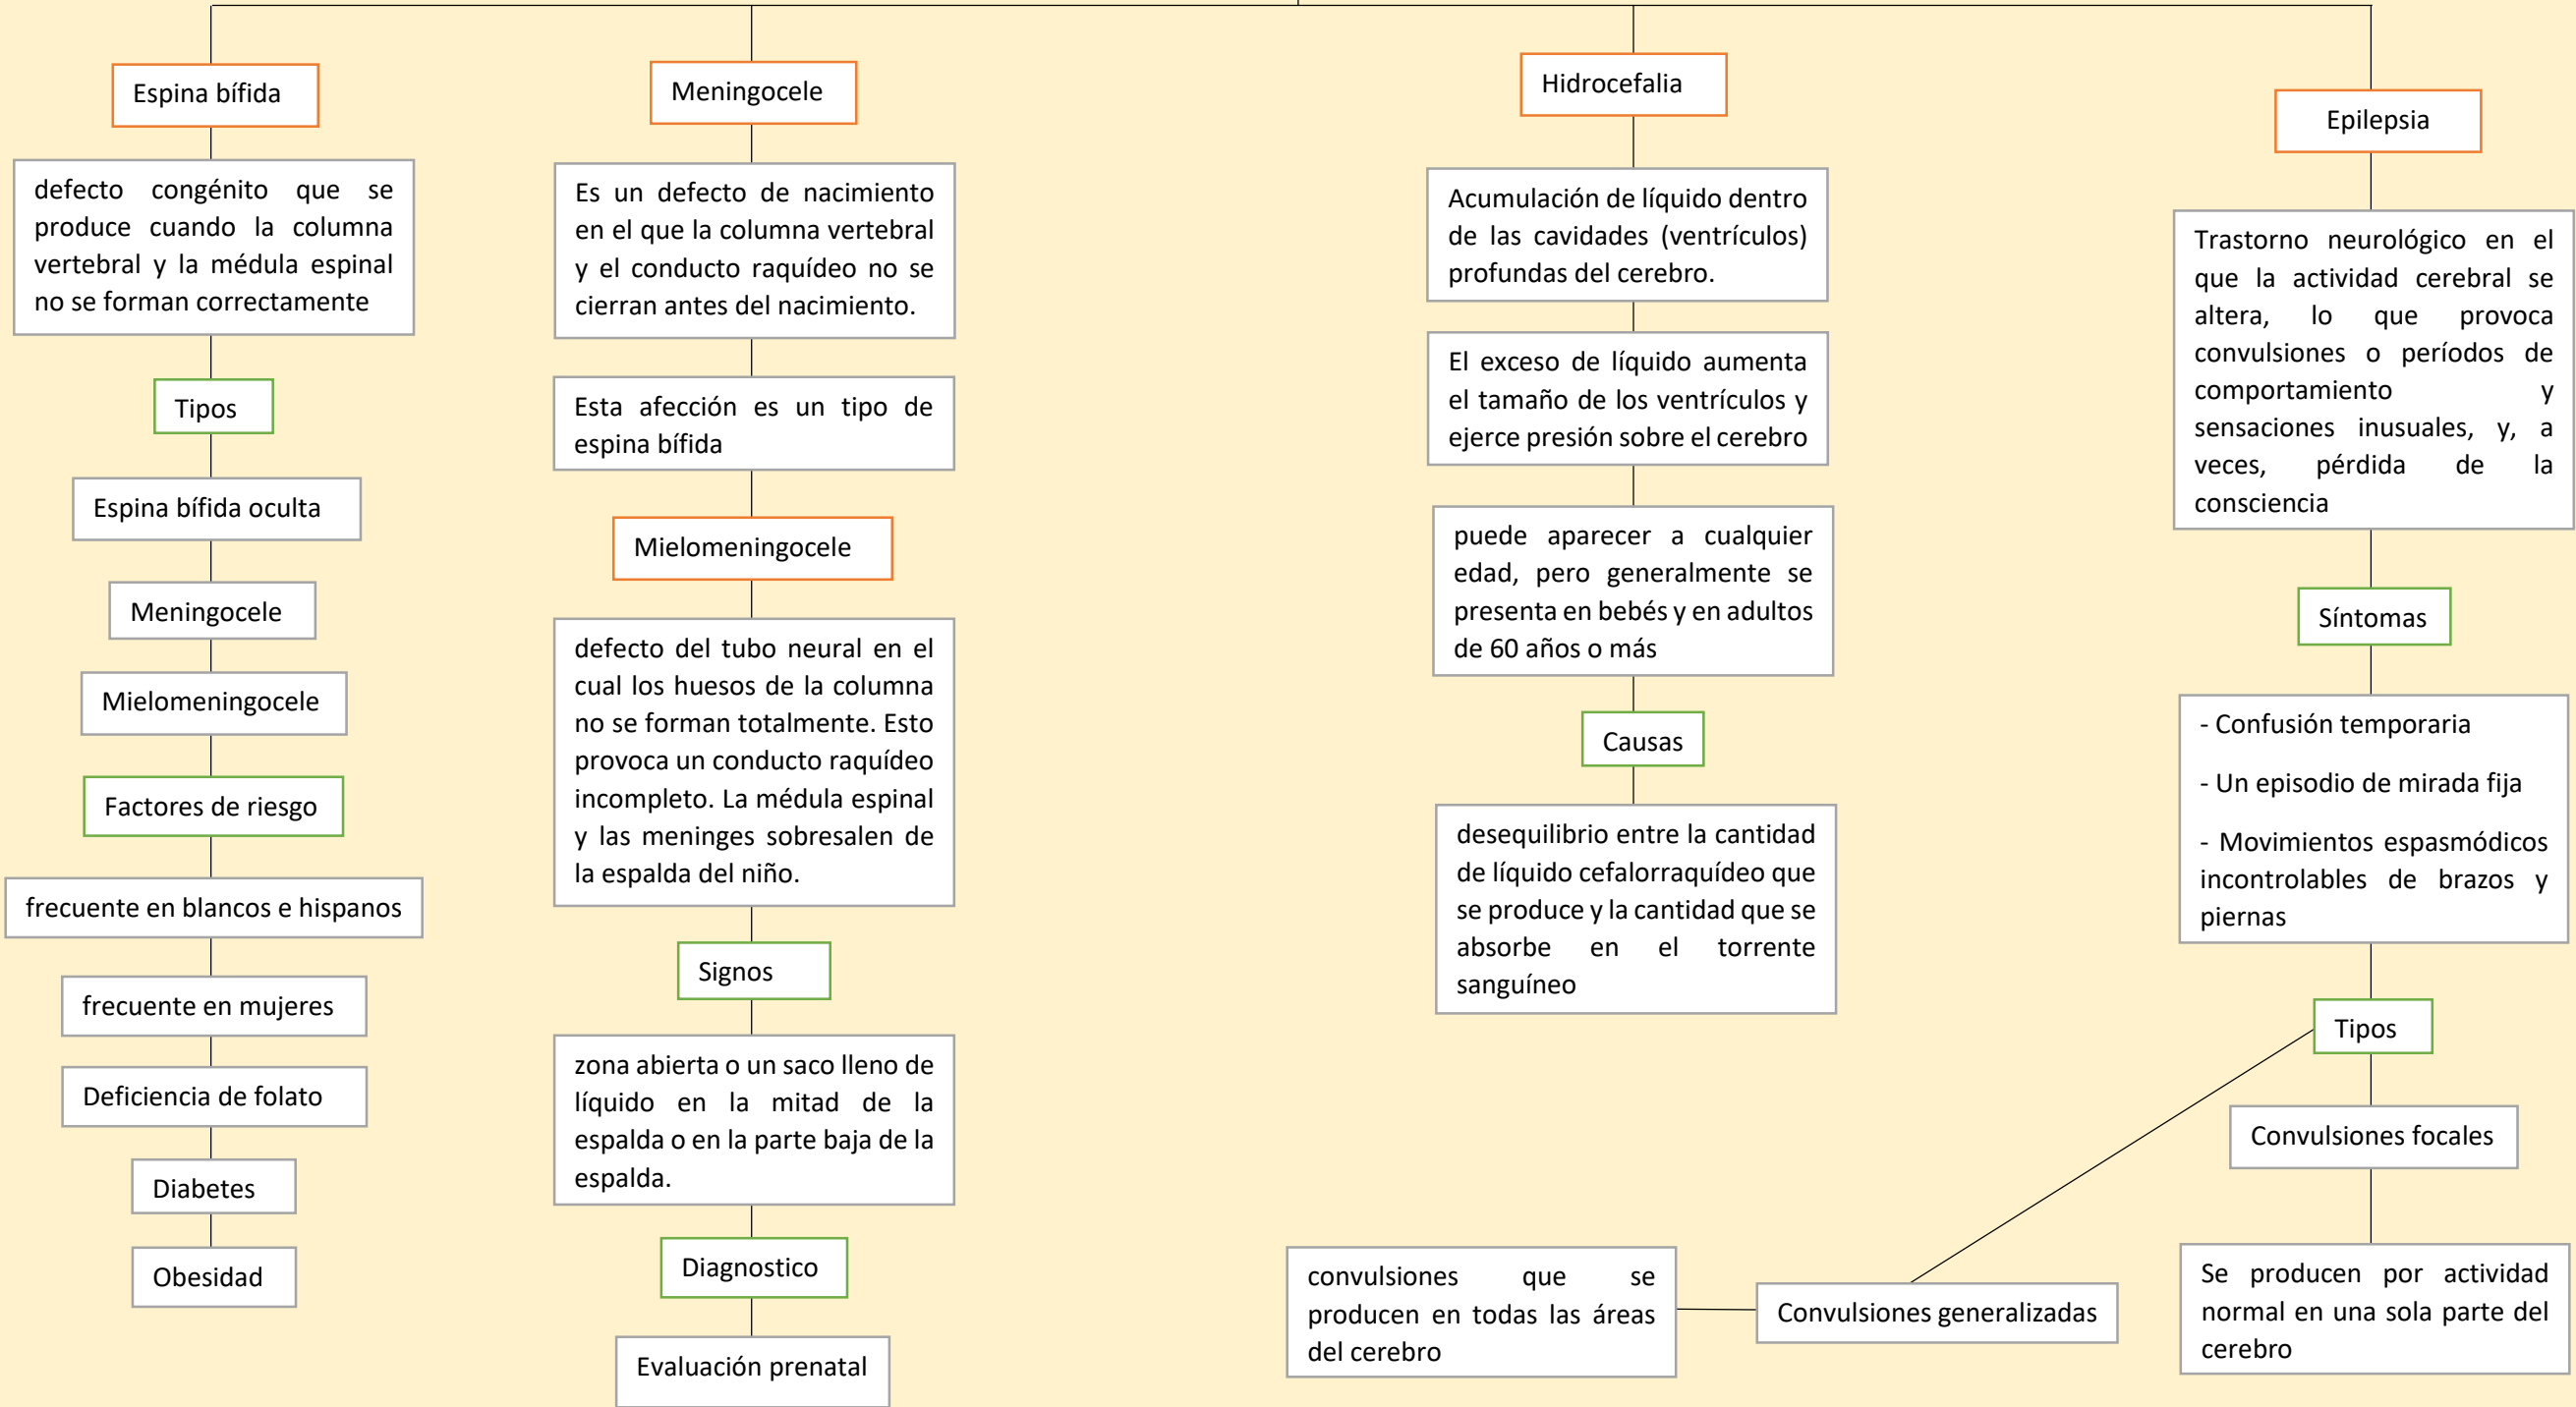 Espina bífida
defecto congénito que se
produce cuando la columna
vertebral y la médula espinal
no se forman correctamente
Tipos
Espina bífida oculta
Meningocele
Mielomeningocele
Factores de riesgo
frecuente en blancos e hispanos
frecuente en mujeres
Deficiencia de folato
Diabetes
Obesidad
Meningocele
Es un defecto de nacimiento
en el que la columna vertebral
y el conducto raquídeo no se
cierran antes del nacimiento.
Esta afección es un tipo de
espina bífida
Mielomeningocele
defecto del tubo neural en el
cual los huesos de la columna
no se forman totalmente. Esto
provoca un conducto raquídeo
incompleto. La médula espinal
y las meninges sobresalen de
la espalda del niño.
Signos
zona abierta o un saco lleno de
líquido en la mitad de la
espalda o en la parte baja de la
espalda.
Diagnostico
Evaluación prenatal
Hidrocefalia
Acumulación de líquido dentro
de las cavidades (ventrículos)
profundas del cerebro.
El exceso de líquido aumenta
el tamaño de los ventrículos y
ejerce presión sobre el cerebro
puede aparecer a cualquier
edad, pero generalmente se
presenta en bebés y en adultos
de 60 años o más
Causas
desequilibrio entre la cantidad
de líquido cefalorraquídeo que
se produce y la cantidad que se
absorbe en el torrente
sanguíneo
Epilepsia
Trastorno neurológico en el
que la actividad cerebral se
altera, lo que provoca
convulsiones o períodos de
comportamiento y
sensaciones inusuales, y, a
veces, pérdida de la
consciencia
Síntomas
- Confusión temporaria
- Un episodio de mirada fija
- Movimientos espasmódicos
incontrolables de brazos y
piernas
Tipos
Convulsiones focales
Se producen por actividad
normal en una sola parte del
cerebro
Convulsiones generalizadas
convulsiones que se
producen en todas las áreas
del cerebro